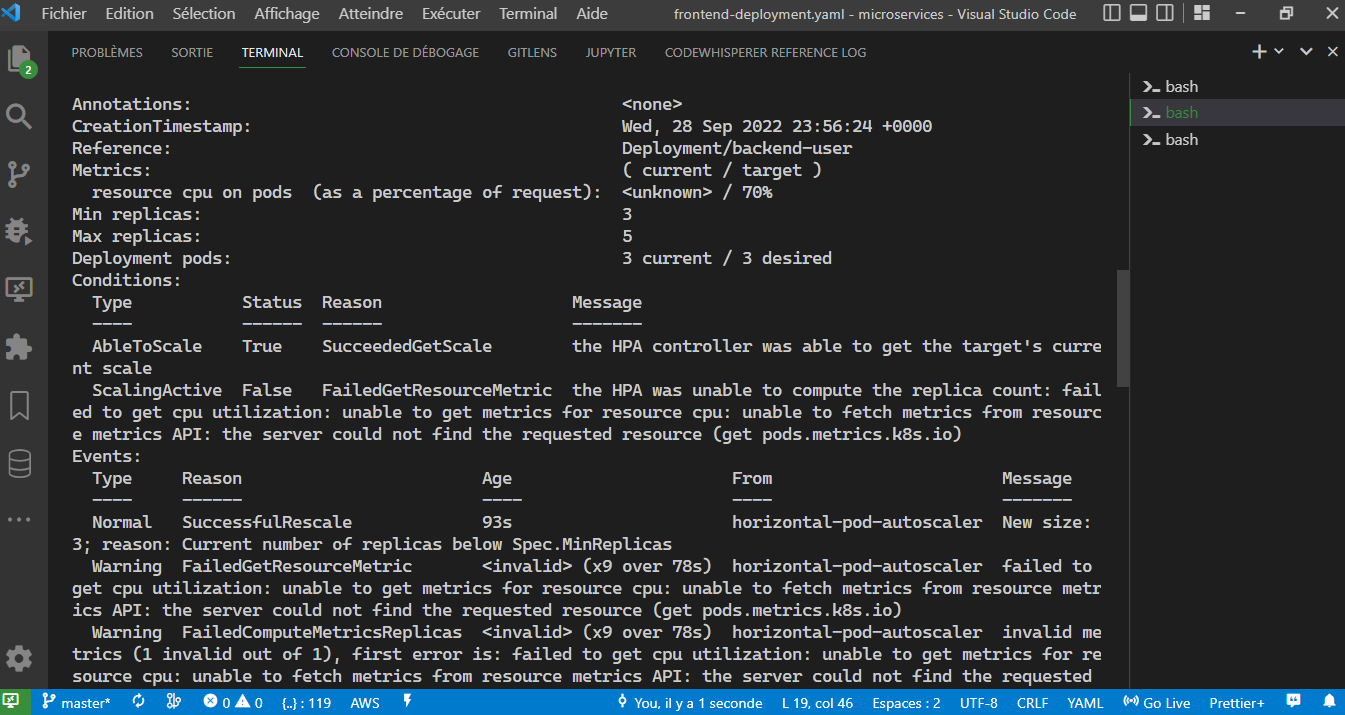 Fichier Edition Sélection Affichage Atteindre Exécuter Terminal Aide frontend-deployment.yaml - microservices - Visual Studio Code
PROBLÈMES SORTIE TERMINAL CONSOLE DE DÉBOGAGE GITLENS JUPYTER CODEWHISPERER REFERENCE LOG
2
bash
bash
bash
Annotations: <none>
CreationTimestamp: Wed, 28 Sep 2022 23:56:24 +0000
Reference: Deployment/backend-user
Metrics: ( current / target )
resource cpu on pods (as a percentage of request): <unknown> / 70%
Min replicas: 3
Max replicas: 5
Deployment pods: 3 current / 3 desired
Conditions:
Type Status Reason Message
---- ------ ------ -------
AbleToScale True SucceededGetScale the HPA controller was able to get the target's curre
nt scale
ScalingActive False FailedGetResourceMetric the HPA was unable to compute the replica count: fail
ed to get cpu utilization: unable to get metrics for resource cpu: unable to fetch metrics from resourc
e metrics API: the server could not find the requested resource (get pods.metrics.k8s.io)
Events:
Type Reason Age From Message
---- ------ ---- ---- -------
Normal SuccessfulRescale 93s horizontal-pod-autoscaler New size:
3; reason: Current number of replicas below Spec.MinReplicas
Warning FailedGetResourceMetric <invalid> (x9 over 78s) horizontal-pod-autoscaler failed to
get cpu utilization: unable to get metrics for resource cpu: unable to fetch metrics from resource metr
ics API: the server could not find the requested resource (get pods.metrics.k8s.io)
Warning FailedComputeMetricsReplicas <invalid> (x9 over 78s) horizontal-pod-autoscaler invalid me
trics (1 invalid out of 1), first error is: failed to get cpu utilization: unable to get metrics for re
source cpu: unable to fetch metrics from resource metrics API: the server could not find the requested
master* 0 0 {..} : 119 AWS You, il y a 1 seconde L 19, col 46 Espaces : 2 UTF-8 CRLF YAML Go Live Prettier+